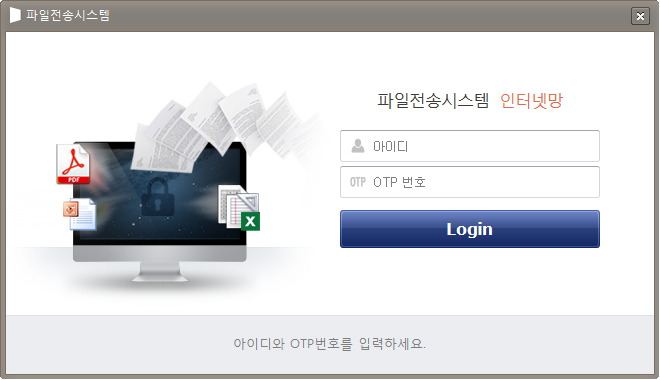 파일전송시스템
파일전송시스템 인터넷망
아이디
OTP OTP 번호
Login
PDF
X
아이디와 OTP번호를 입력하세요.